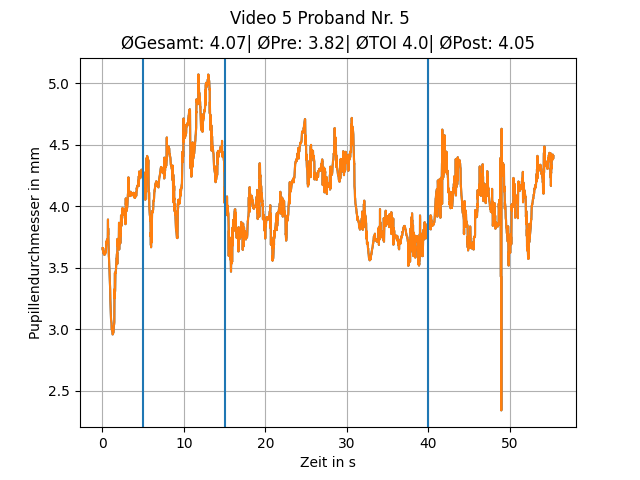 Video 5 Proband Nr. 5
ØGesamt: 4.07| ØPre: 3.82| ØTOI 4.0| ØPost: 4.05
Pupillendurchmesser in mm
5.0
4.5
4.0
3.5
3.0
2.5
0 10 20 30 40 50
Zeit in s